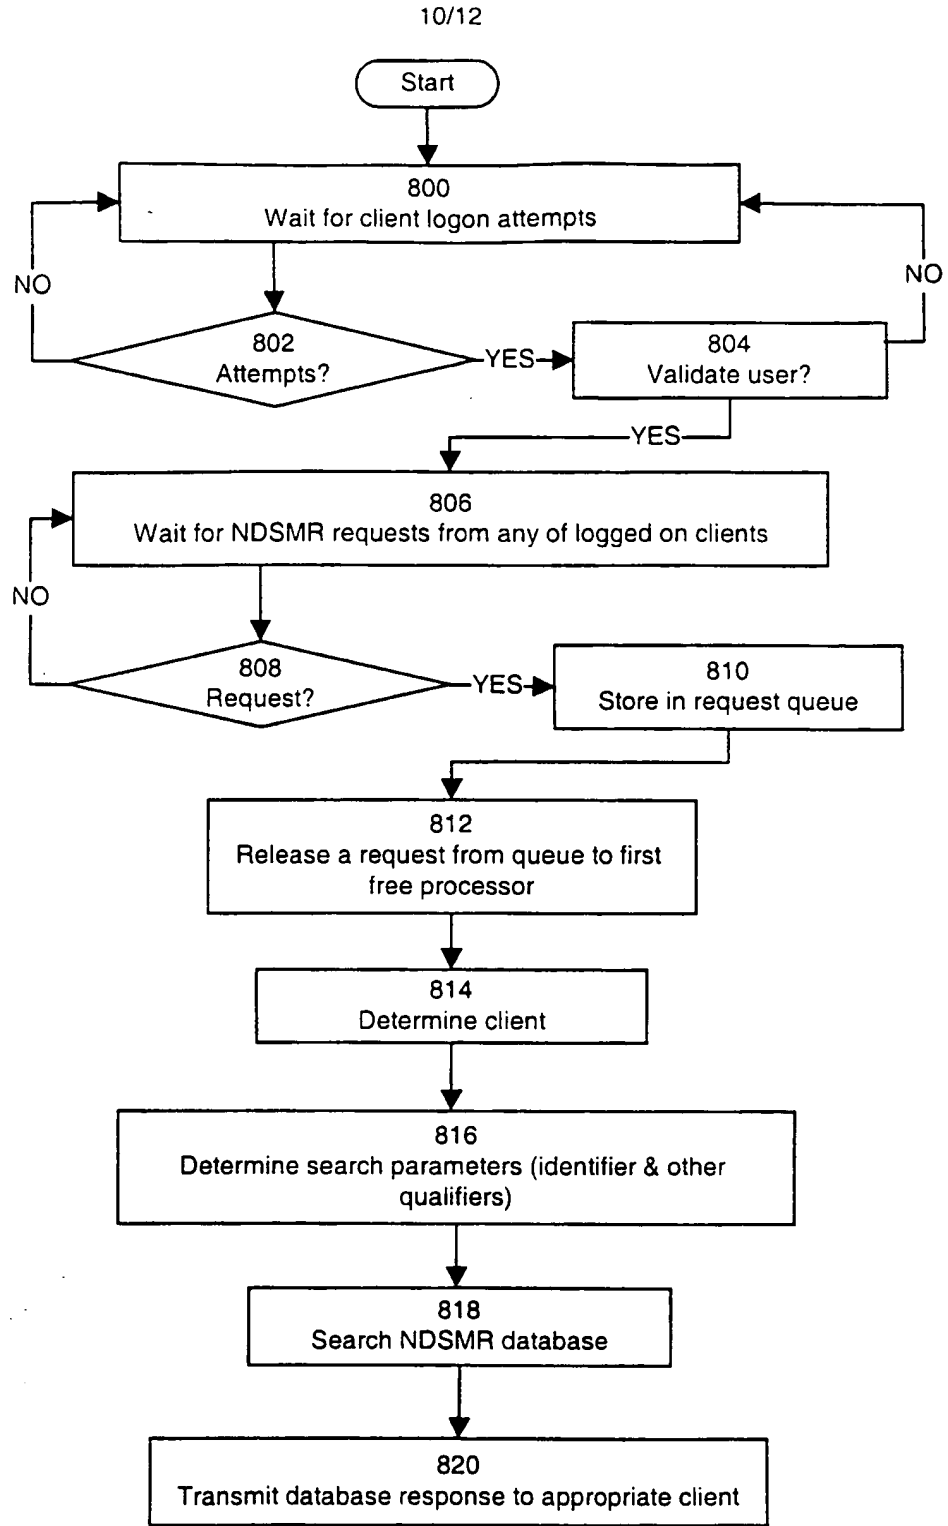 10/12
Start
800
Wait for client logon attempts
NO
NO
802
Attempts?
YES
804
Validate user?
YES
806
Wait for NDSMR requests from any of logged on clients
NO
808
Request?
YES
810
Store in request queue
812
Release a request from queue to first
free processor
814
Determine client
816
Determine search parameters (identifier & other
qualifiers)
818
Search NDSMR database
820
Transmit database response to appropriate client